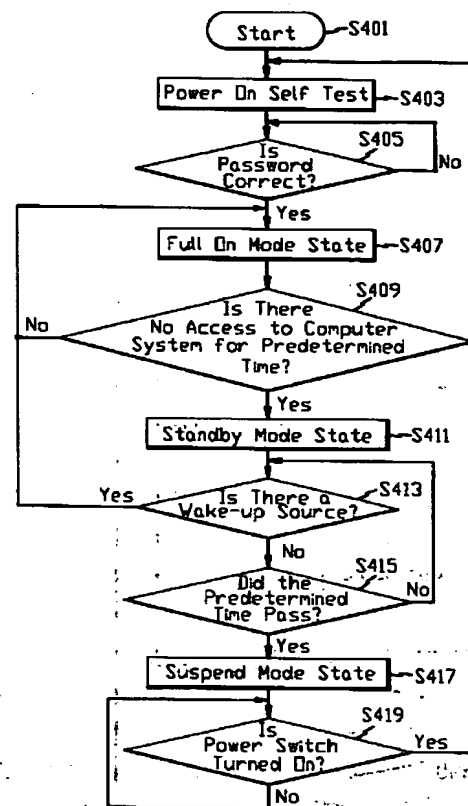 Start
S401
Power On Self Test
S403
S405
Is
Password
Correct?
No
Yes
Full On Mode State
S407
S409
Is There
No Access to Computer
System for Predetermined
Time?
No
Yes
Standby Mode State
S411
Yes
Is There a
Wake-up Source?
S413
No
S415
Did the
Predetermined
Time Pass?
No
Yes
Suspend Mode State
S417
S419
Is
Power Switch
Turned On?
Yes
No